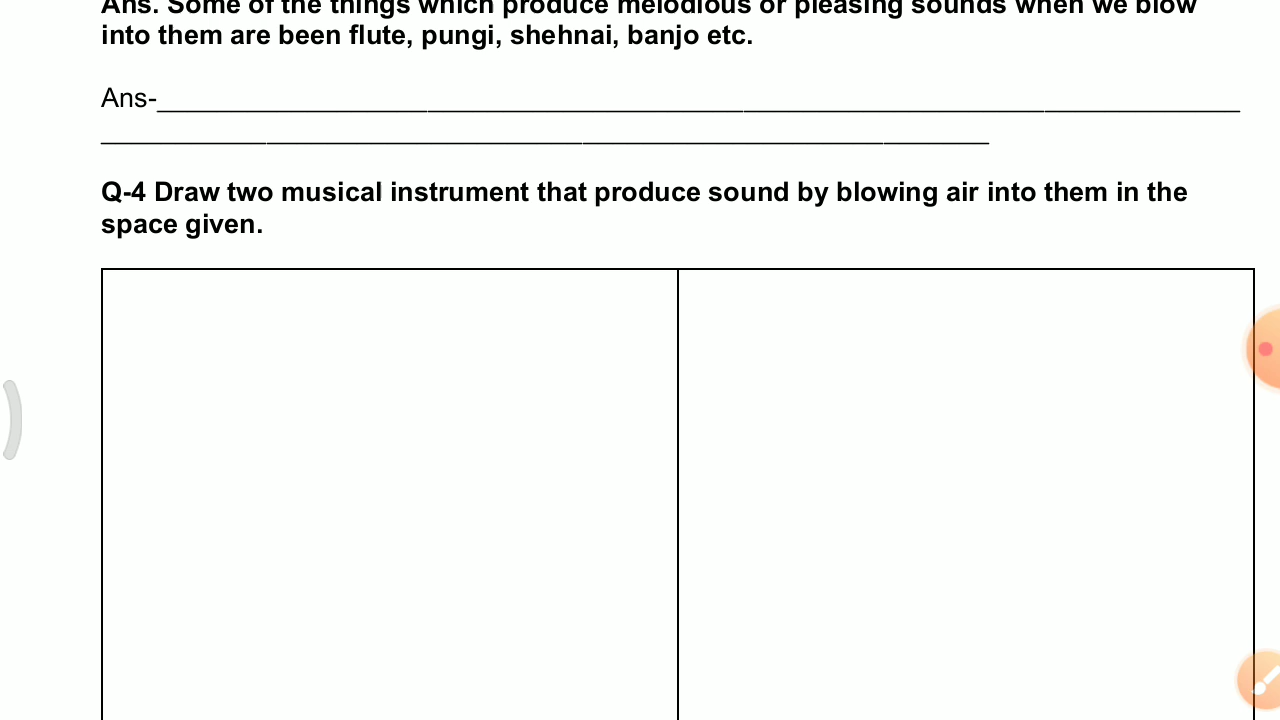 Ans. Some of the things which produce melodious or pleasing sounds when we blow
into them are been flute, pungi, shehnai, banjo etc.
Ans-______________________________________________________________________
___________________________________________________________
Q-4 Draw two musical instrument that produce sound by blowing air into them in the
space given.